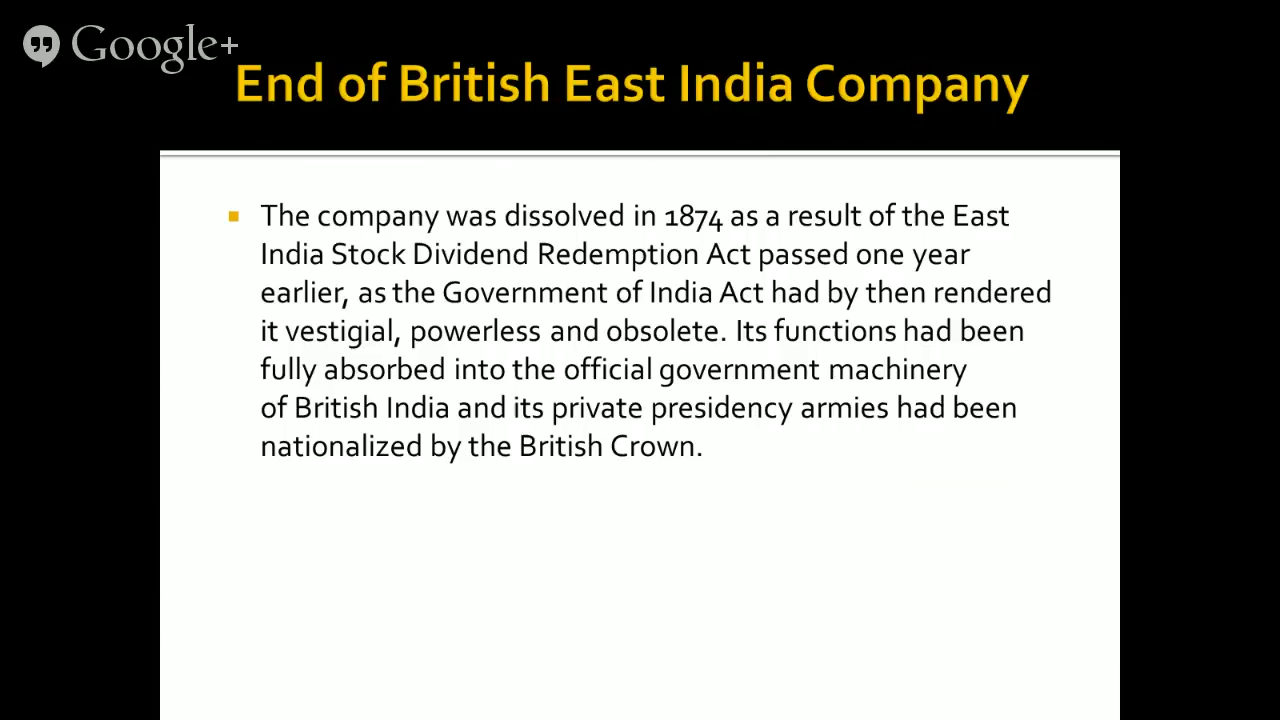 Google+
End of British East India Company
The company was dissolved in 1874 as a result of the East
India Stock Dividend Redemption Act passed one year
earlier, as the Government of India Act had by then rendered
it vestigial, powerless and obsolete. Its functions had been
fully absorbed into the official government machinery
of British India and its private presidency armies had been
nationalized by the British Crown.